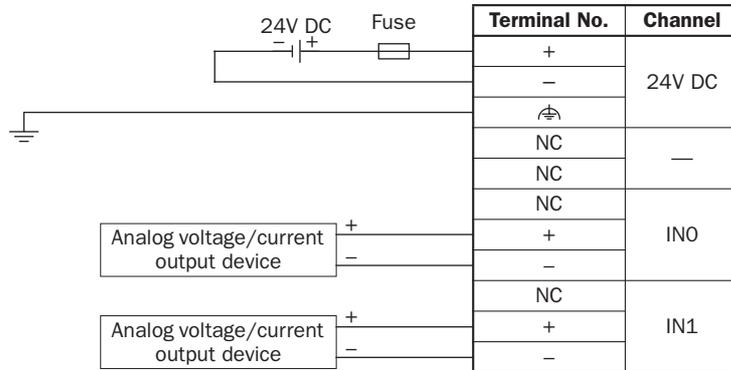 24V DC
− +
Fuse
Terminal No. Channel
+
−
24V DC
NC
NC
—
NC
+
−
IN0
NC
+
−
IN1
Analog voltage/current
output device
+
−
Analog voltage/current
output device
+
−